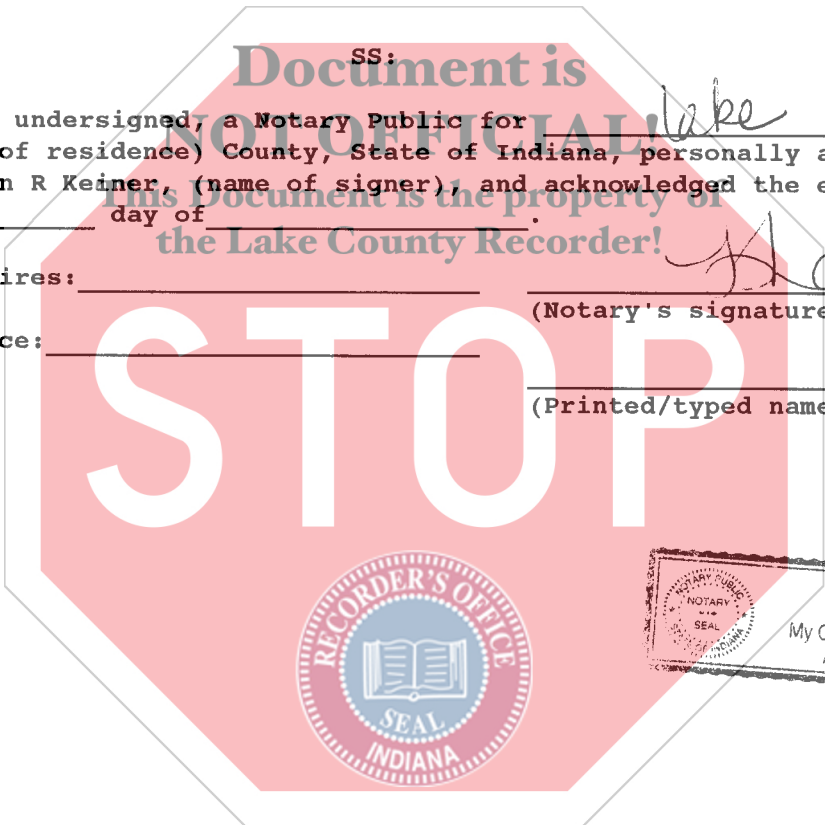 SS:
Document is
undersigned, a Notary Public for Lake
NOT OFFICIAL!
of residence) County, State of Indiana, personally a
n R Keiner, (name of signer), and acknowledged the e
This Document is the property of
day of .
the Lake County Recorder!
ires:
(Notary's signature
ce:
STOP
(Printed/typed name
RECORDER'S OFFICE
SEAL
INDIANA
NOTARY PUBLIC
NOTARY
SEAL
INDIANA
My C